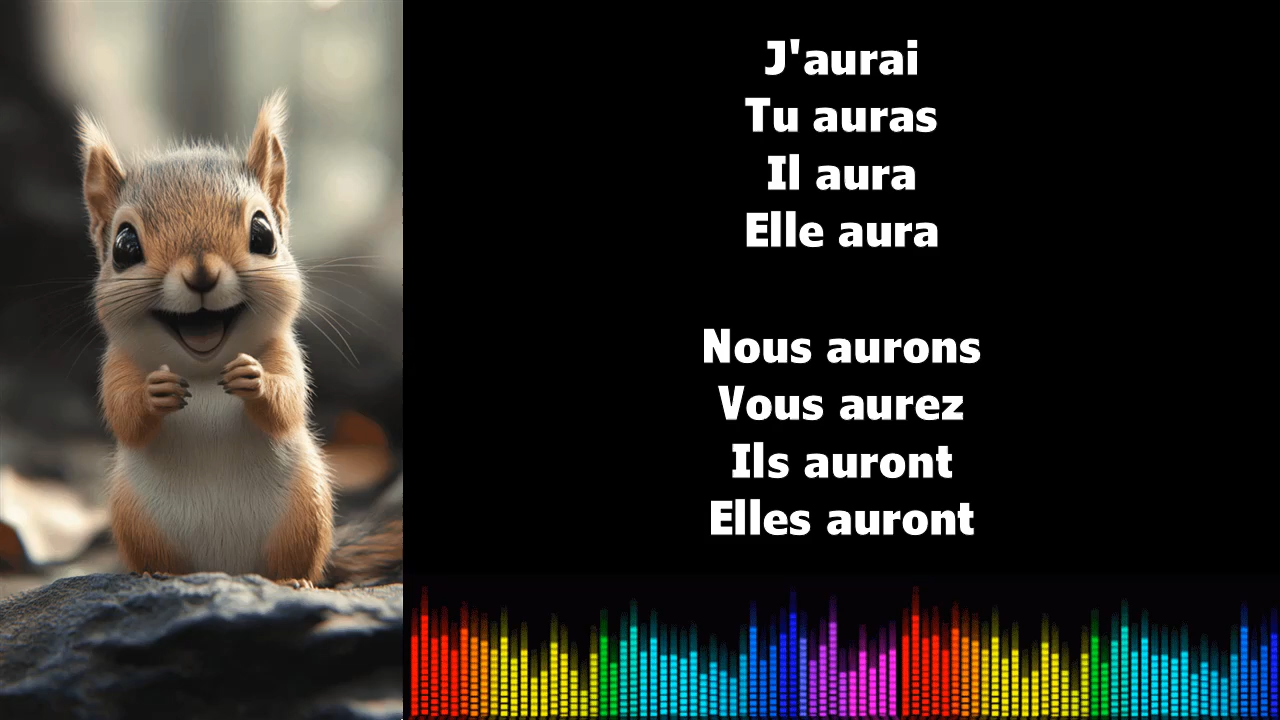 J'aurai
Tu auras
Il aura
Elle aura
Nous aurons
Vous aurez
Ils auront
Elles auront